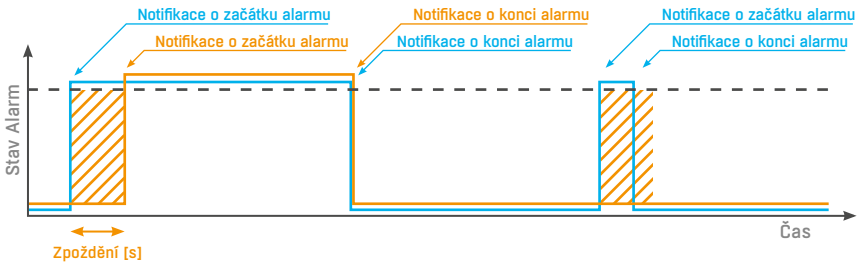 Notifikace o začátku alarmu
Notifikace o konci alarmu
Notifikace o začátku alarmu
Notifikace o začátku alarmu
Notifikace o konci alarmu
Notifikace o konci alarmu
Stav Alarm
Čas
Zpoždění [s]